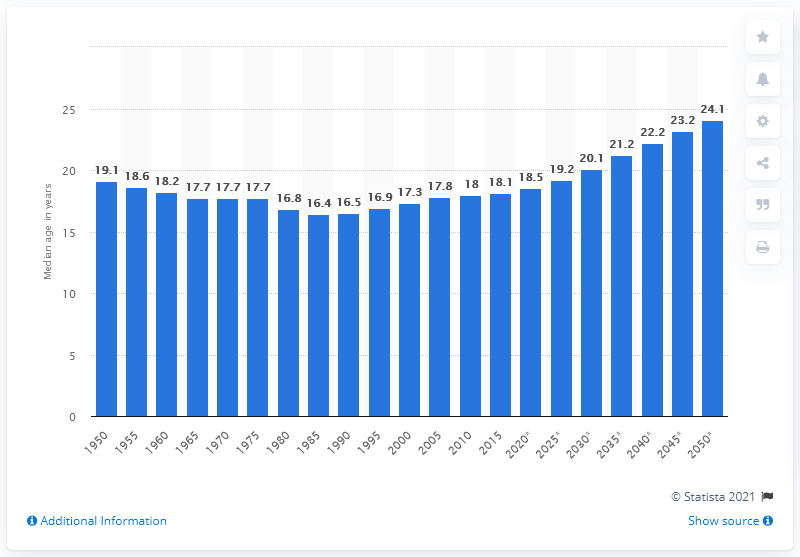 Median age in years
25
20
15
10
5
0
19.1 18.6 18.2 17.7 17.7 17.7 16.8 16.4 16.5 16.9 17.3 17.8 18 18.1 18.5 19.2 20.1 21.2 22.2 23.2 24.1
1950 1955 1960 1965 1970 1975 1980 1985 1990 1995 2000 2005 2010 2015 2020* 2025* 2030* 2035* 2040* 2045* 2050*
© Statista 2021
Additional Information
Show source